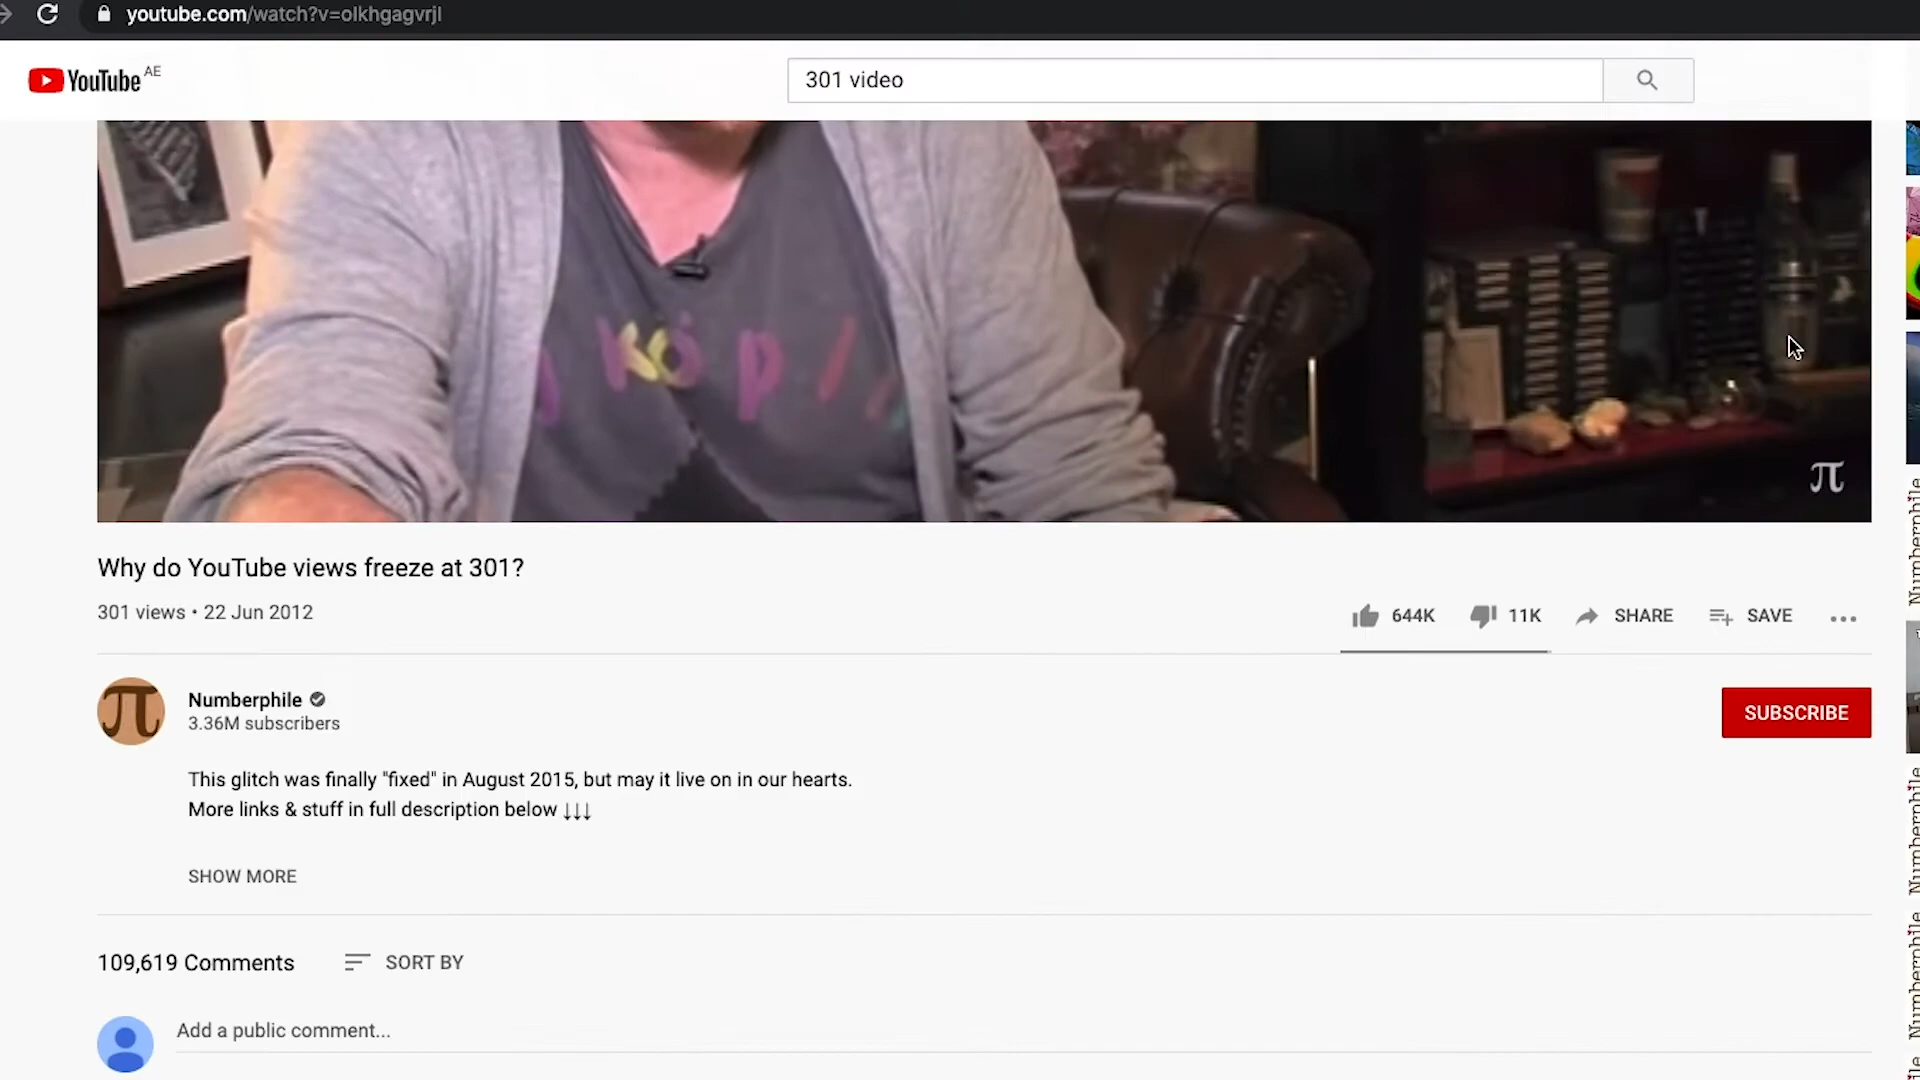 youtube.com/watch?v=olkhgagvrjl
YouTube AE
301 video
π
Why do YouTube views freeze at 301?
301 views • 22 Jun 2012
644K 11K SHARE SAVE ...
π
Numberphile
3.36M subscribers
SUBSCRIBE
This glitch was finally "fixed" in August 2015, but may it live on in our hearts.
More links & stuff in full description below ↓↓↓
SHOW MORE
109,619 Comments SORT BY
Add a public comment...
Numberphile
Numberphile
Numberphile